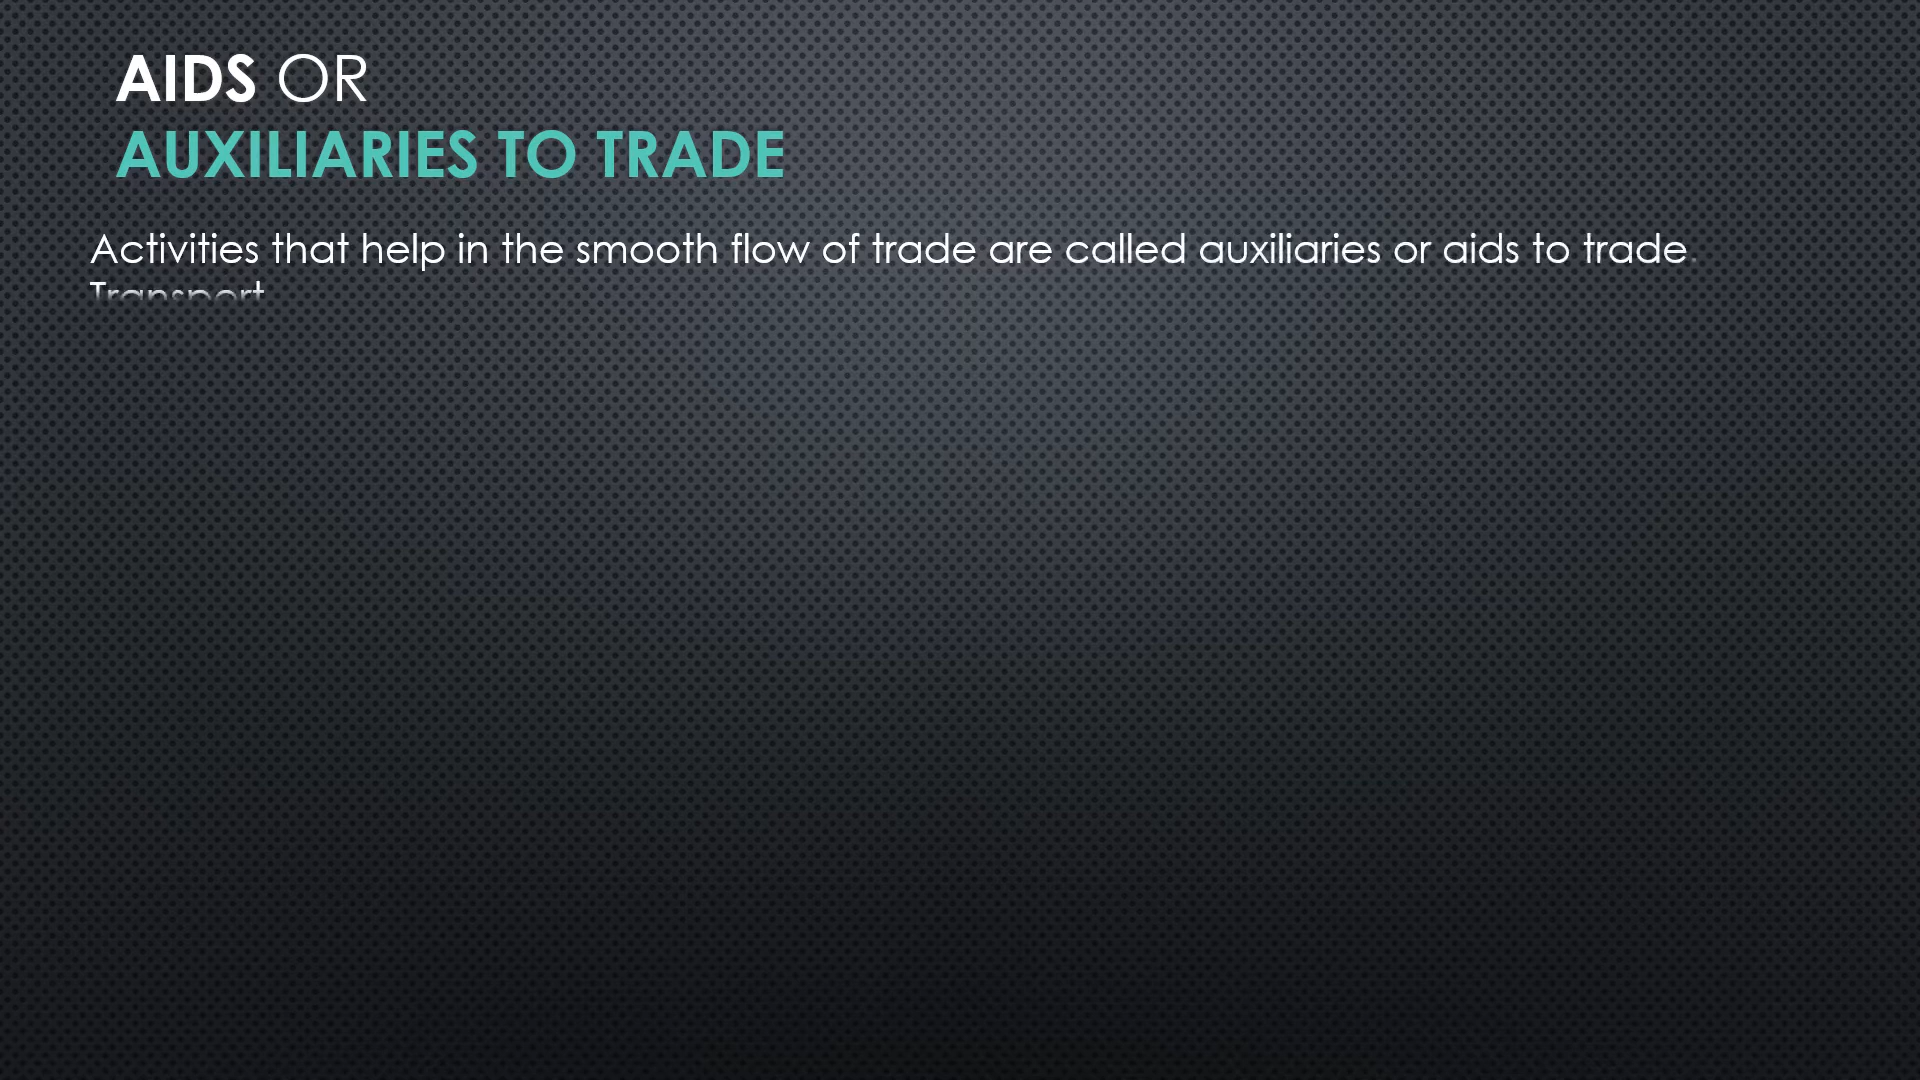 AIDS OR
AUXILIARIES TO TRADE
Activities that help in the smooth flow of trade are called auxiliaries or aids to trade.
Transport